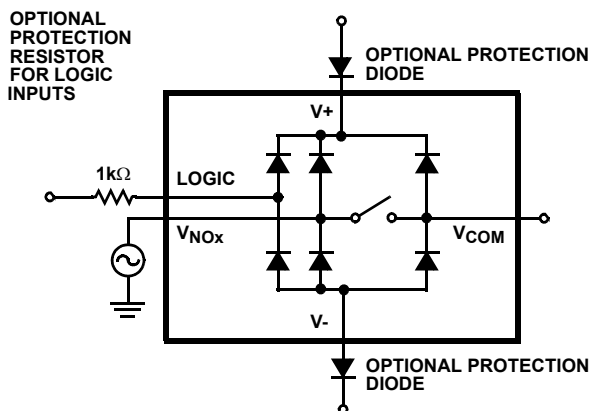 OPTIONAL
PROTECTION
RESISTOR
FOR LOGIC
INPUTS
OPTIONAL PROTECTION
DIODE
V+
1kΩ
LOGIC
VNOx
VCOM
V-
OPTIONAL PROTECTION
DIODE